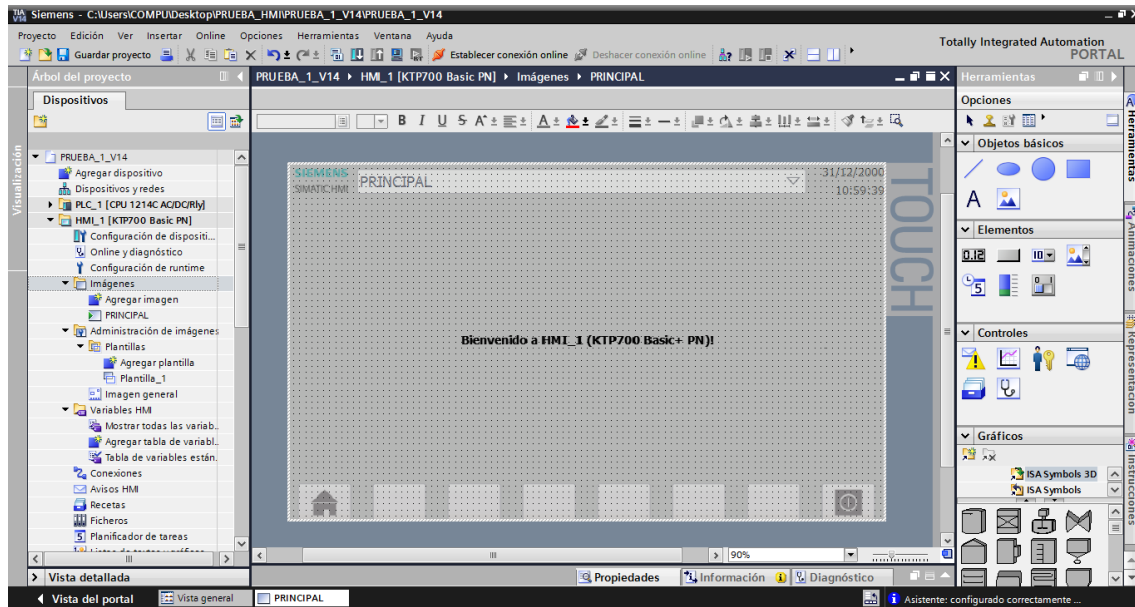 Siemens - C:\Users\COMPU\Desktop\PRUEBA_HMI\PRUEBA_1_V14\PRUEBA_1_V14
Proyecto Edición Ver Insertar Online Opciones Herramientas Ventana Ayuda
Guardar proyecto Establecer conexión online Deshacer conexión online
Totally Integrated Automation
PORTAL
Árbol del proyecto
PRUEBA_1_V14 HMI_1 [KTP700 Basic PN] Imágenes PRINCIPAL
Herramientas
Dispositivos
Visualización
PRUEBA_1_V14
Agregar dispositivo
Dispositivos y redes
PLC_1 [CPU 1214C AC/DC/Rly]
HMI_1 [KTP700 Basic PN]
Configuración de dispositi...
Online y diagnóstico
Configuración de runtime
Imágenes
Agregar imagen
PRINCIPAL
Administración de imágenes
Plantillas
Agregar plantilla
Plantilla_1
Imagen general
Variables HMI
Mostrar todas las variab..
Agregar tabla de variabl..
Tabla de variables están.
Conexiones
Avisos HMI
Recetas
Ficheros
Planificador de tareas
Vista detallada
B I U S A
SIEMENS
SIMATIC HMI
PRINCIPAL
31/12/2000
10:59:39
TOUCH
Bienvenido a HMI_1 (KTP700 Basic+ PN)!
90%
Propiedades Información Diagnóstico
Opciones
Objetos básicos
A
Elementos
Controles
Gráficos
ISA Symbols 3D
ISA Symbols
Herramientas
Animaciones
Representación
Instrucciones
Vista del portal Vista general PRINCIPAL
Asistente: configurado correctamente ...